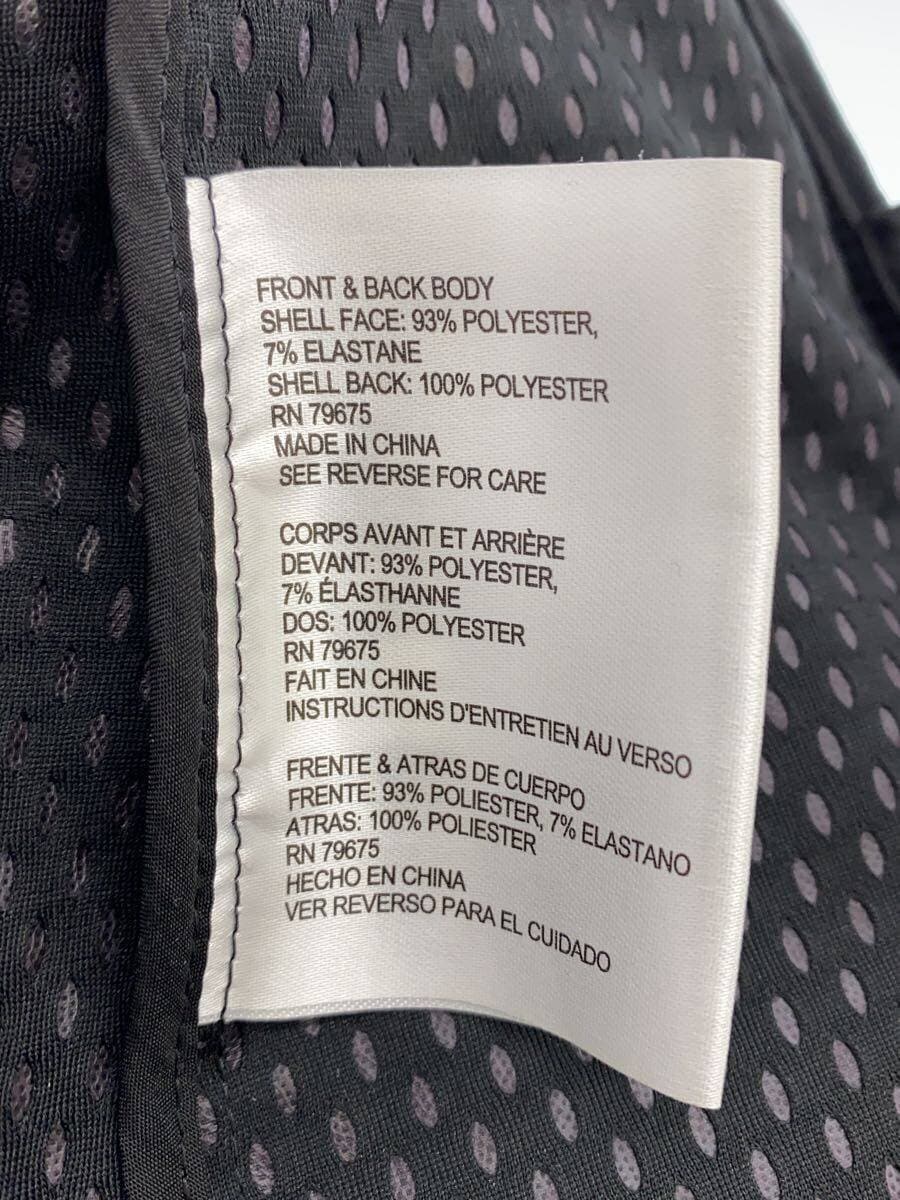 FRONT & BACK BODY
SHELL FACE: 93% POLYESTER,
7% ELASTANE
SHELL BACK: 100% POLYESTER
RN 79675
MADE IN CHINA
SEE REVERSE FOR CARE
CORPS AVANT ET ARRIÈRE
DEVANT: 93% POLYESTER,
7% ÉLASTHANNE
DOS: 100% POLYESTER
RN 79675
FAIT EN CHINE
INSTRUCTIONS D'ENTRETIEN AU VERSO
FRENTE & ATRAS DE CUERPO
FRENTE: 93% POLIESTER, 7% ELASTANO
ATRAS: 100% POLIESTER
RN 79675
HECHO EN CHINA
VER REVERSO PARA EL CUIDADO